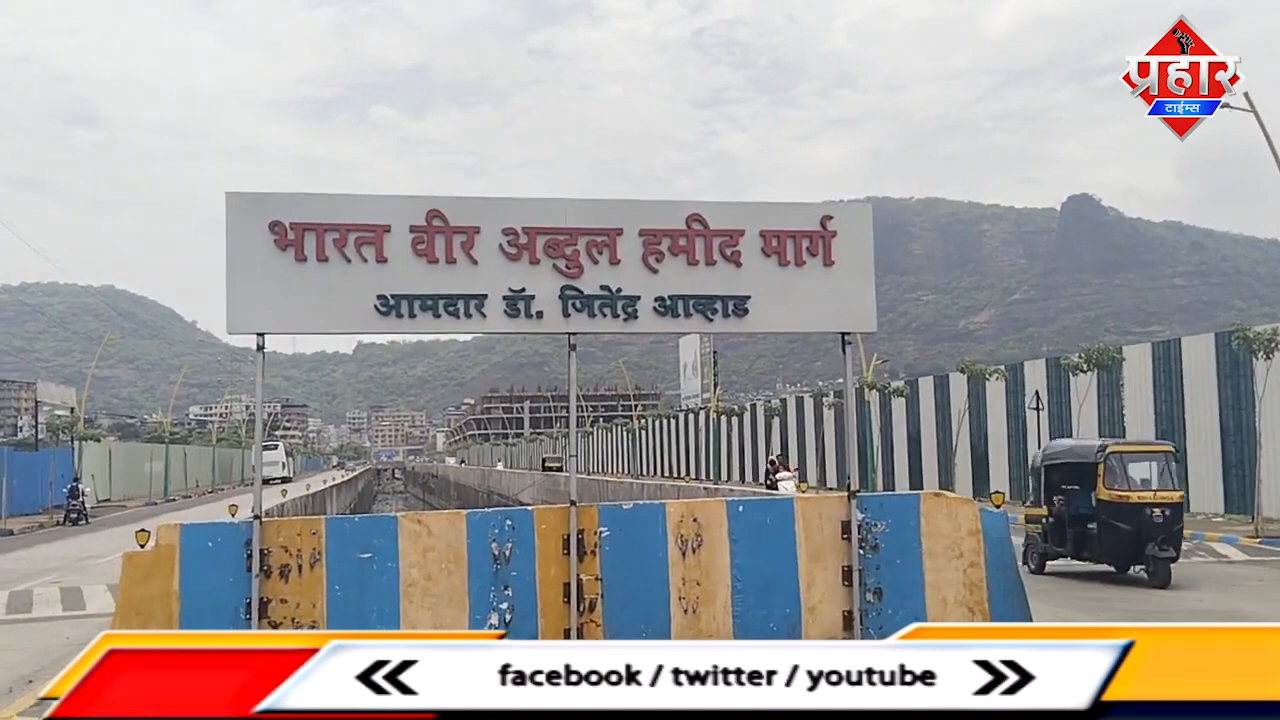 प्रहार
टाईम्स
भारत वीर अब्दुल हमीद मार्ग
आमदार डॉ. जितेंद्र आव्हाड
facebook / twitter / youtube